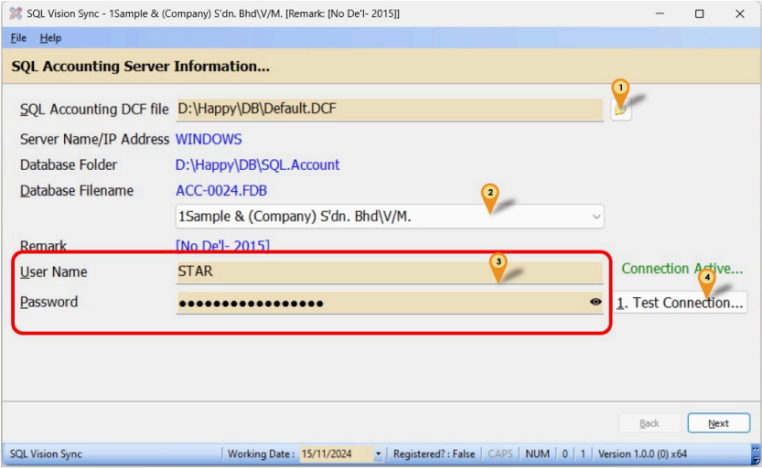 SQL Vision Sync - 1Sample & (Company) S'dn. Bhd\V/M. [Remark: [No De'l- 2015]]
File Help
SQL Accounting Server Information...
1
SQL Accounting DCF file D:\Happy\DB\Default.DCF
Server Name/IP Address WINDOWS
Database Folder D:\Happy\DB\SQL.Account
Database Filename ACC-0024.FDB
2
1Sample & (Company) S'dn. Bhd\V/M.
Remark [No De'l- 2015]
3
User Name STAR Connection Active...
4
Password ●●●●●●●●●●●●●●●●● 1. Test Connection...
Back Next
SQL Vision Sync Working Date: 15/11/2024 Registered?: False CAPS NUM 0 1 Version 1.0.0 (0) x64